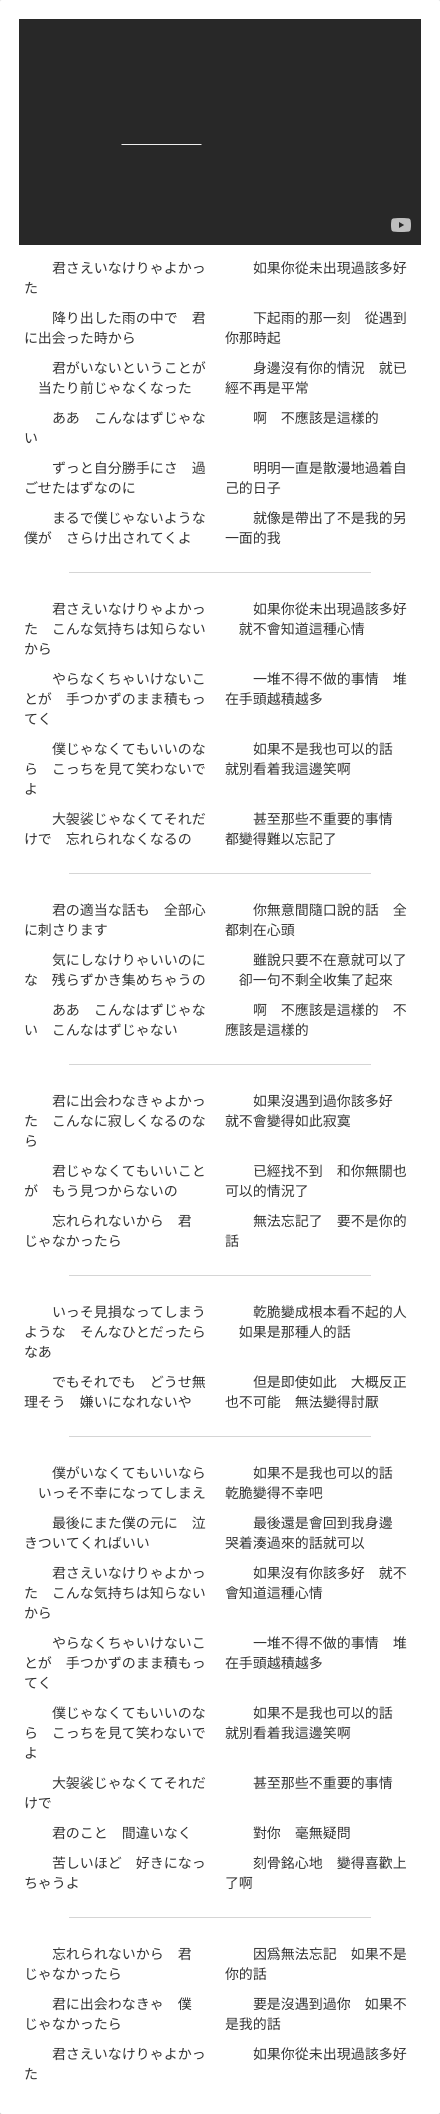 君さえいなけりゃよかっ
た
如果你從未出現過該多好
降り出した雨の中で　君
に出会った時から
下起雨的那一刻　從遇到
你那時起
君がいないということが
当たり前じゃなくなった
身邊沒有你的情況　就已
經不再是平常
ああ　こんなはずじゃな
い
啊　不應該是這樣的
ずっと自分勝手にさ　過
ごせたはずなのに
明明一直是散漫地過着自
己的日子
まるで僕じゃないような
僕が　さらけ出されてくよ
就像是帶出了不是我的另
一面的我
君さえいなけりゃよかっ
た　こんな気持ちは知らない
から
如果你從未出現過該多好
就不會知道這種心情
やらなくちゃいけないこ
とが　手つかずのまま積もっ
てく
一堆不得不做的事情　堆
在手頭越積越多
僕じゃなくてもいいのな
ら　こっちを見て笑わないで
よ
如果不是我也可以的話
就別看着我這邊笑啊
大袈裟じゃなくてそれだ
けで　忘れられなくなるの
甚至那些不重要的事情
都變得難以忘記了
君の適当な話も　全部心
に刺さります
你無意間隨口說的話　全
都刺在心頭
気にしなけりゃいいのに
な　残らずかき集めちゃうの
雖說只要不在意就可以了
卻一句不剩全收集了起來
ああ　こんなはずじゃな
い　こんなはずじゃない
啊　不應該是這樣的　不
應該是這樣的
君に出会わなきゃよかっ
た　こんなに寂しくなるのな
ら
如果沒遇到過你該多好
就不會變得如此寂寞
君じゃなくてもいいこと
が　もう見つからないの
已經找不到　和你無關也
可以的情況了
忘れられないから　君
じゃなかったら
無法忘記了　要不是你的
話
いっそ見損なってしまう
ような　そんなひとだったら
なあ
乾脆變成根本看不起的人
如果是那種人的話
でもそれでも　どうせ無
理そう　嫌いになれないや
但是即使如此　大概反正
也不可能　無法變得討厭
僕がいなくてもいいなら
いっそ不幸になってしまえ
如果不是我也可以的話
乾脆變得不幸吧
最後にまた僕の元に　泣
きついてくればいい
最後還是會回到我身邊
哭着湊過來的話就可以
君さえいなけりゃよかっ
た　こんな気持ちは知らない
から
如果沒有你該多好　就不
會知道這種心情
やらなくちゃいけないこ
とが　手つかずのまま積もっ
てく
一堆不得不做的事情　堆
在手頭越積越多
僕じゃなくてもいいのな
ら　こっちを見て笑わないで
よ
如果不是我也可以的話
就別看着我這邊笑啊
大袈裟じゃなくてそれだ
けで
甚至那些不重要的事情
君のこと　間違いなく
對你　毫無疑問
苦しいほど　好きになっ
ちゃうよ
刻骨銘心地　變得喜歡上
了啊
忘れられないから　君
じゃなかったら
因爲無法忘記　如果不是
你的話
君に出会わなきゃ　僕
じゃなかったら
要是沒遇到過你　如果不
是我的話
君さえいなけりゃよかっ
た
如果你從未出現過該多好